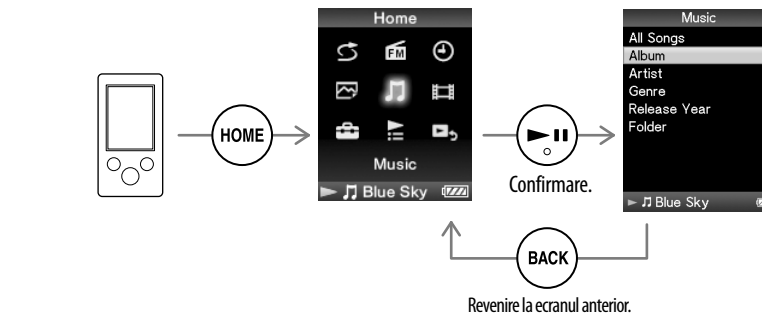 HOME
Home
FM
Music
Blue Sky
Confirmare.
Music
All Songs
Album
Artist
Genre
Release Year
Folder
Blue Sky
BACK
Revenire la ecranul anterior.